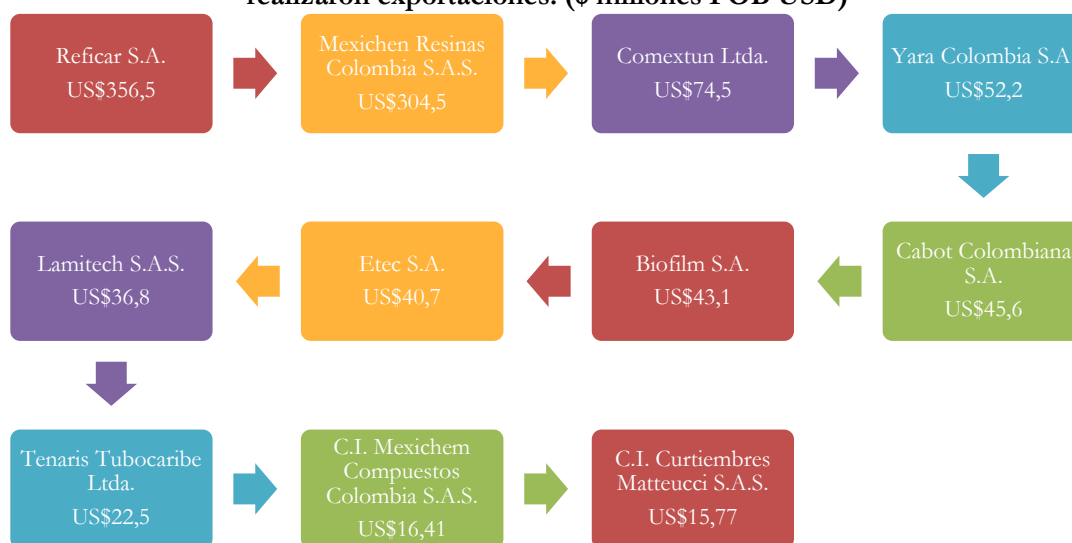 realizaron exportaciones. ($ millones FOB USD)
Reficar S.A.
US$356,5
Mexichen Resinas
Colombia S.A.S.
US$304,5
Comextun Ltda.
US$74,5
Yara Colombia S.A.
US$52,2
Cabot Colombiana
S.A.
US$45,6
Biofilm S.A.
US$43,1
Etec S.A.
US$40,7
Lamitech S.A.S.
US$36,8
Tenaris Tubocaribe
Ltda.
US$22,5
C.I. Mexichem
Compuestos
Colombia S.A.S.
US$16,41
C.I. Curtiembres
Matteucci S.A.S.
US$15,77